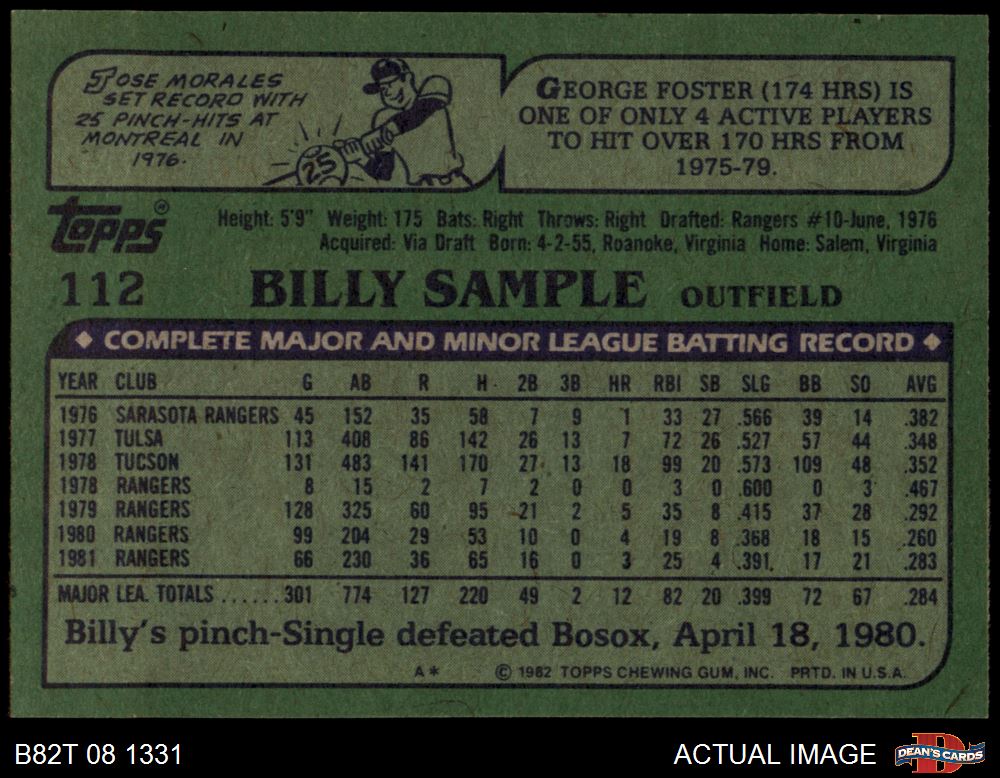 JOSE MORALES
SET RECORD WITH
25 PINCH-HITS AT
MONTREAL IN
1976.
25
GEORGE FOSTER (174 HRS) IS
ONE OF ONLY 4 ACTIVE PLAYERS
TO HIT OVER 170 HRS FROM
1975-79.
Topps®
Height: 5'9" Weight: 175 Bats: Right Throws: Right Drafted: Rangers #10-June, 1976
Acquired: Via Draft Born: 4-2-55, Roanoke, Virginia Home: Salem, Virginia
112 BILLY SAMPLE OUTFIELD
◆ COMPLETE MAJOR AND MINOR LEAGUE BATTING RECORD ◆
YEAR CLUB G AB R H 2B 3B HR RBI SB SLG BB SO AVG
1976 SARASOTA RANGERS 45 152 35 58 7 9 1 33 27 .566 39 14 .382
1977 TULSA 113 408 86 142 26 13 7 72 26 .527 57 44 .348
1978 TUCSON 131 483 141 170 27 13 18 99 20 .573 109 48 .352
1978 RANGERS 8 15 2 7 2 0 0 3 0 .600 0 3 .467
1979 RANGERS 128 325 60 95 21 2 5 35 8 .415 37 28 .292
1980 RANGERS 99 204 29 53 10 0 4 19 8 .368 18 15 .260
1981 RANGERS 66 230 36 65 16 0 3 25 4 .391 17 21 .283
MAJOR LEA. TOTALS ......301 774 127 220 49 2 12 82 20 .399 72 67 .284
Billy's pinch-Single defeated Bosox, April 18, 1980.
A* © 1982 TOPPS CHEWING GUM, INC. PRTD. IN U.S.A.
B82T 08 1331 ACTUAL IMAGE DEAN'S CARDS